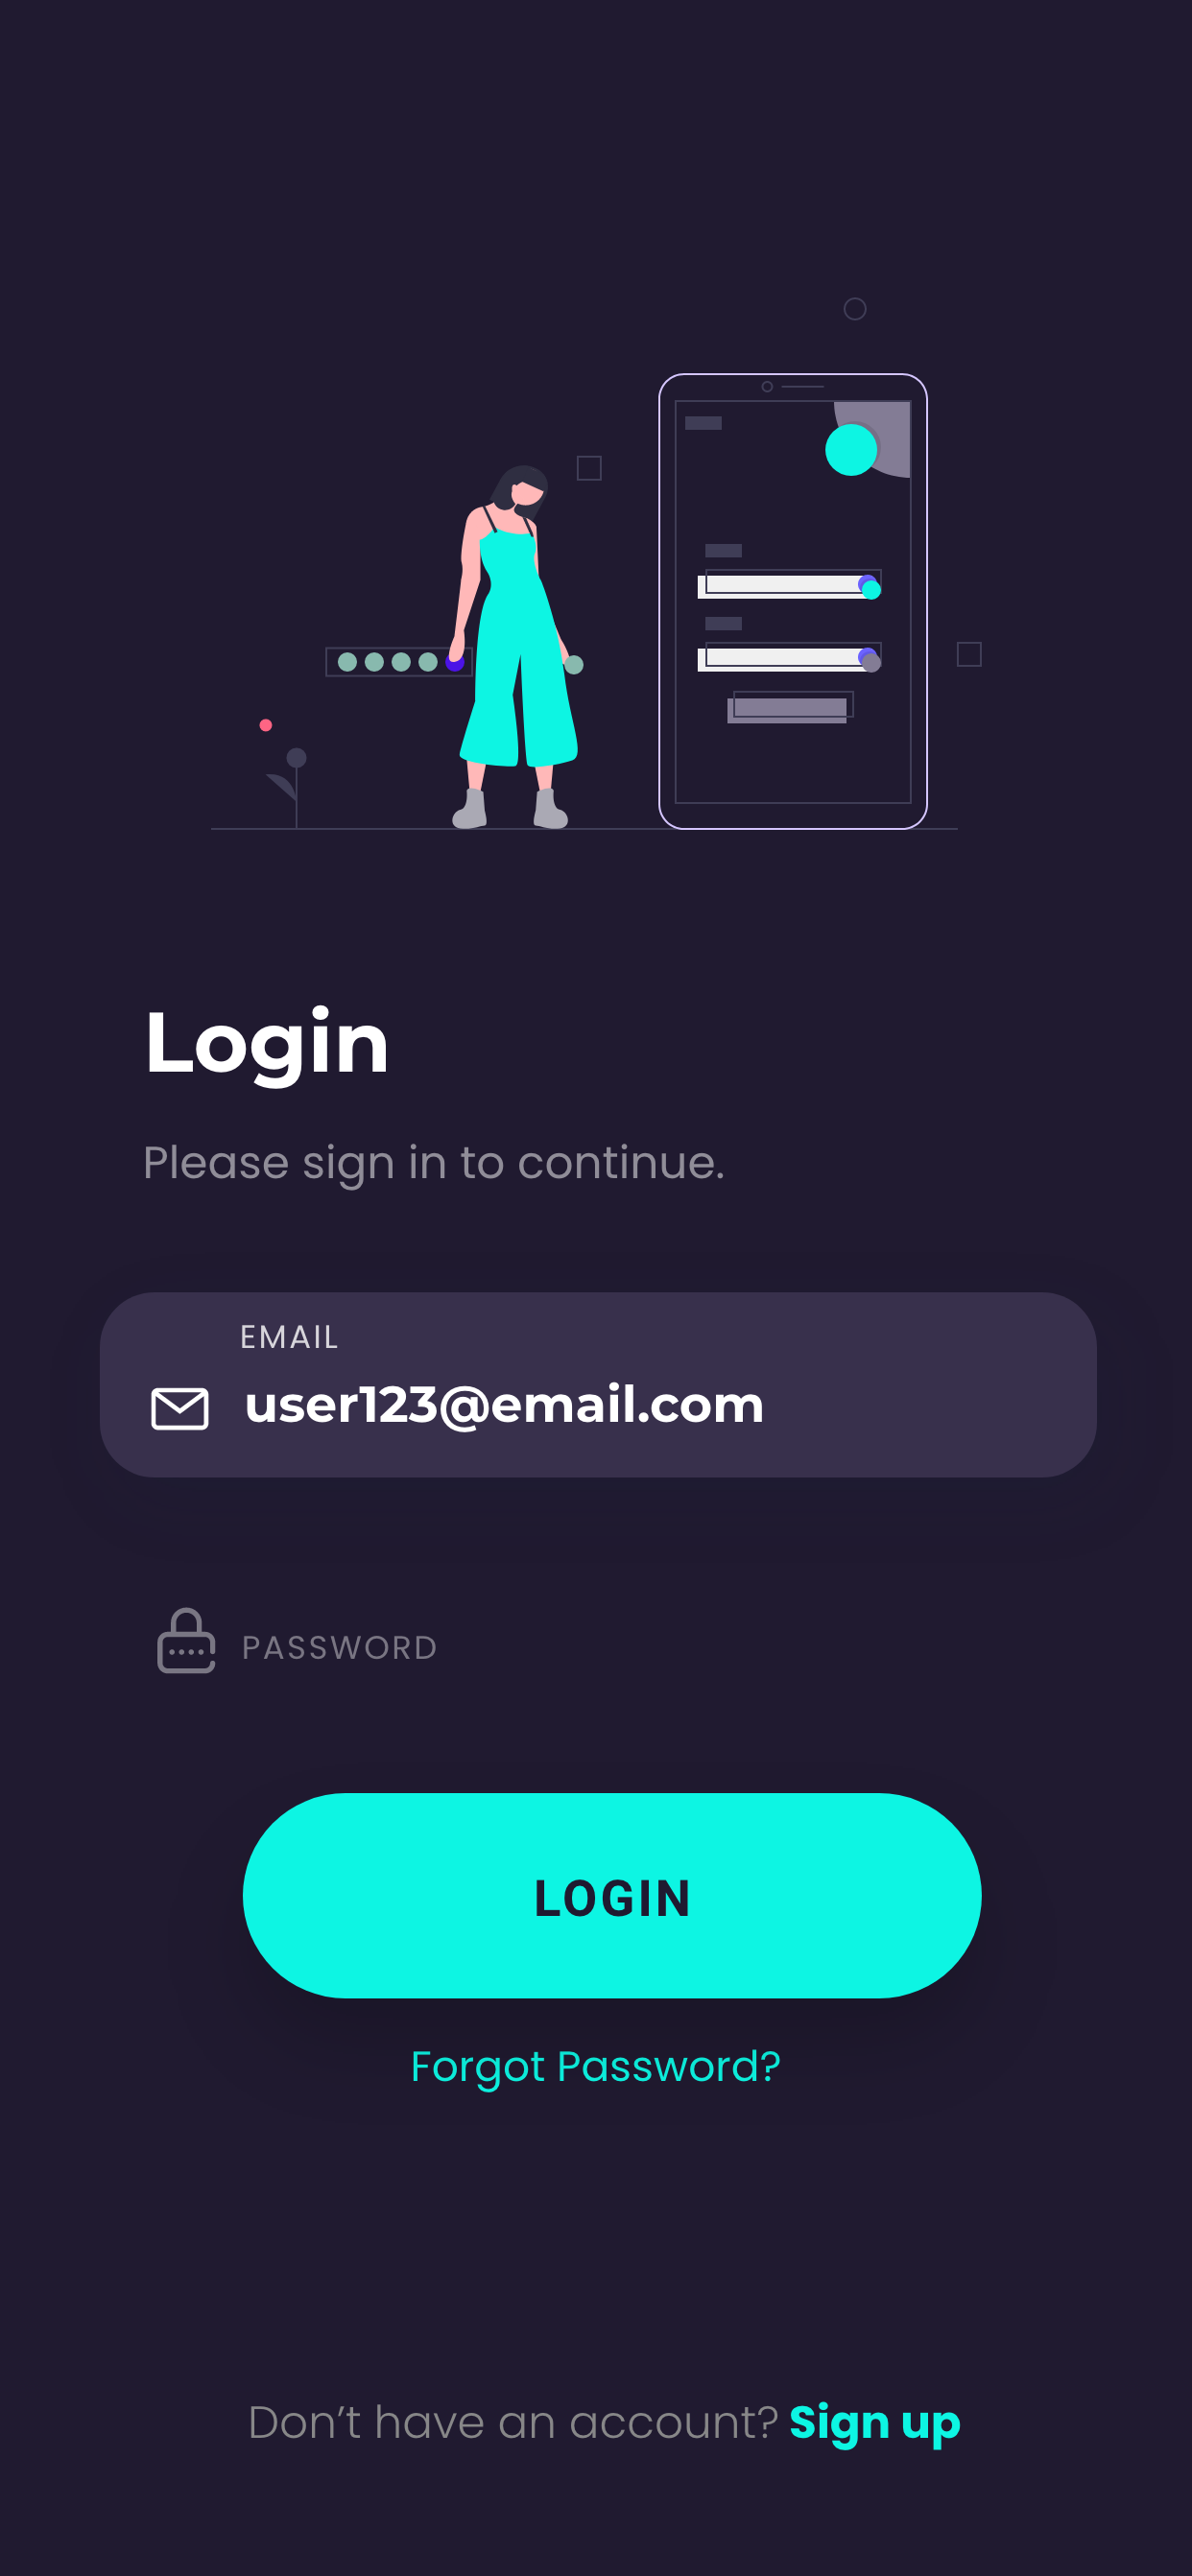 Login
Please sign in to continue.
EMAIL
user123@email.com
PASSWORD
LOGIN
Forgot Password?
Don’t have an account? Sign up